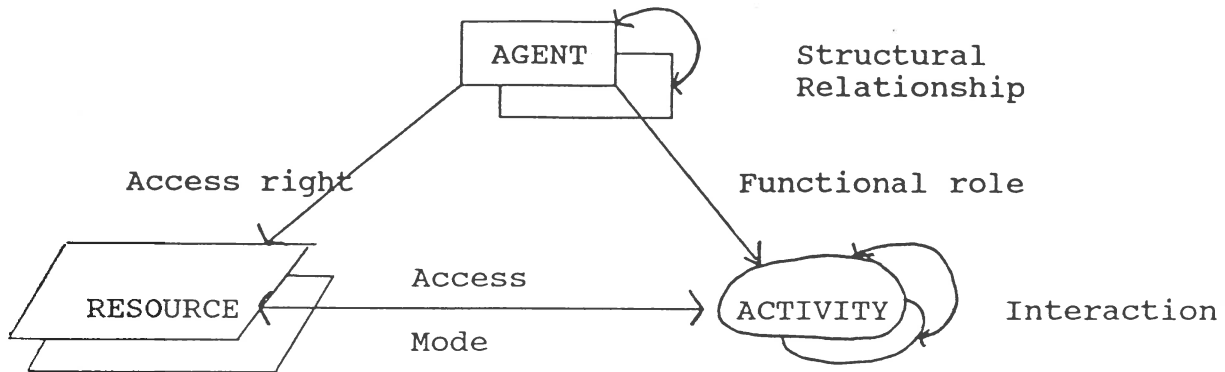 AGENT
Structural
Relationship
Access right
Functional role
RESOURCE
Access
Mode
ACTIVITY
Interaction